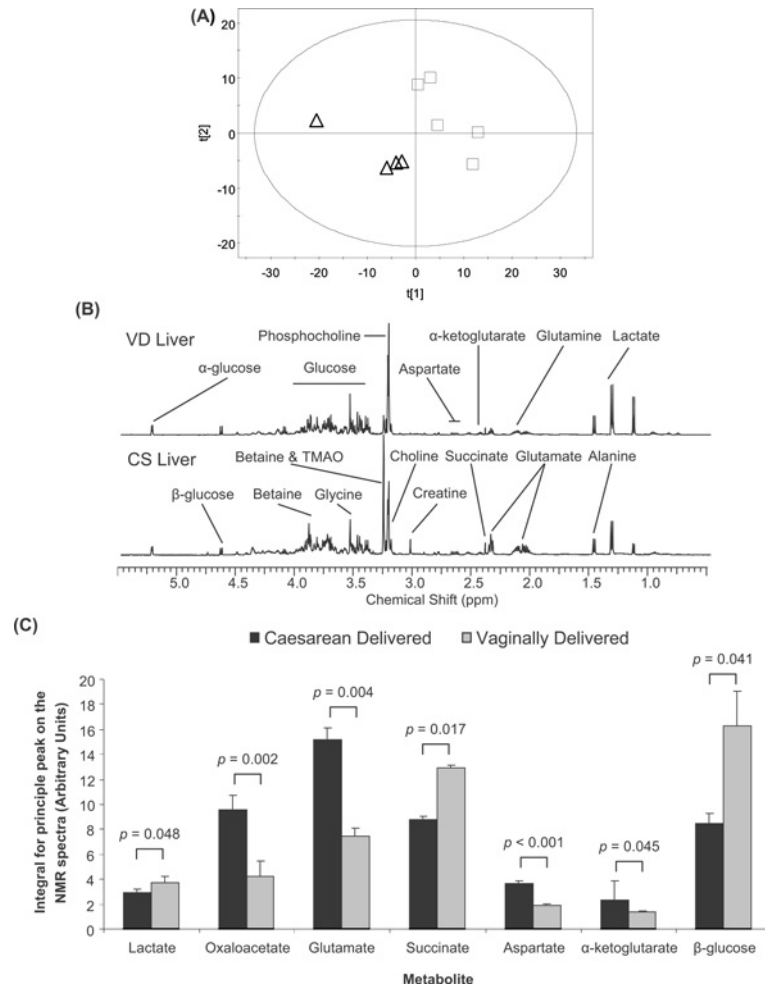 (A)
20
10
0
-10
-20
t[2]
-30 -20 -10 0 10 20 30
t[1]
(B)
VD Liver
Phosphocholine
α-ketoglutarate
Glutamine
Lactate
α-glucose
Glucose
Aspartate
CS Liver
Betaine & TMAO
Choline
Succinate
Glutamate
Alanine
β-glucose
Betaine
Glycine
Creatine
5.0 4.5 4.0 3.5 3.0 2.5 2.0 1.5 1.0
Chemical Shift (ppm)
(C)
Caesarean Delivered Vaginally Delivered
Integral for principle peak on the
NMR spectra (Arbitrary Units)
20
18
16
14
12
10
8
6
4
2
0
p = 0.048
p = 0.002
p = 0.004
p = 0.017
p < 0.001
p = 0.045
p = 0.041
Lactate Oxaloacetate Glutamate Succinate Aspartate α-ketoglutarate β-glucose
Metabolite